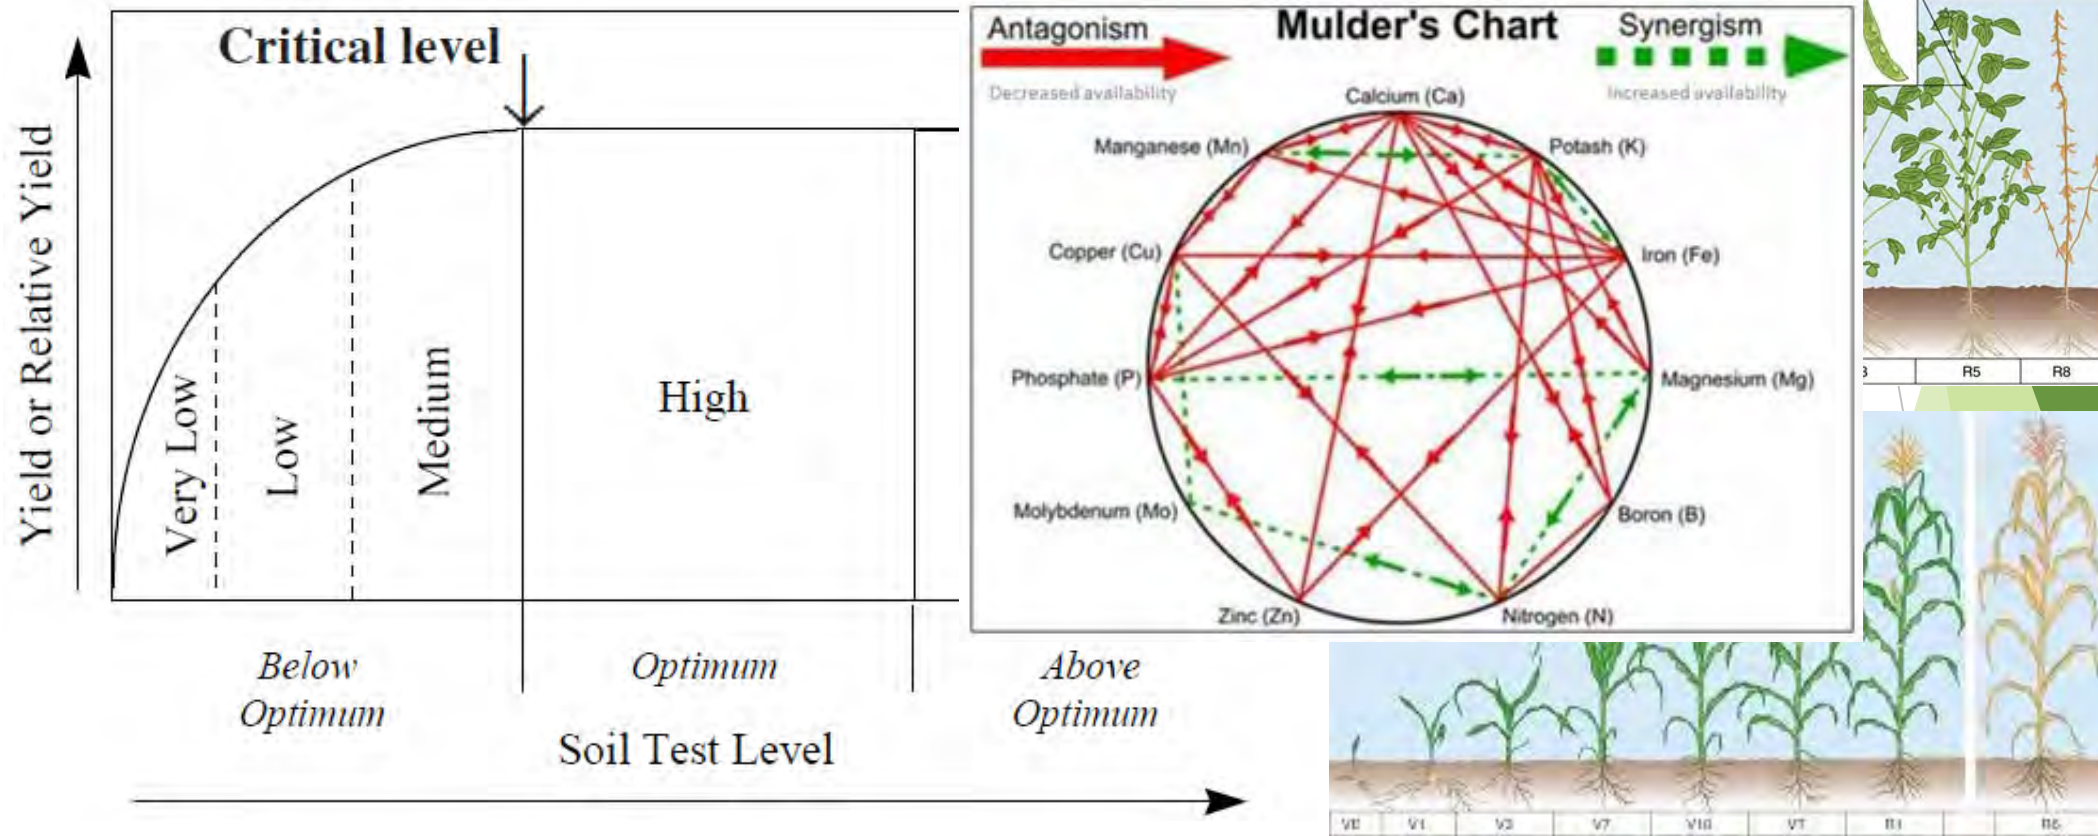 Critical level
Yield or Relative Yield
Very Low
Low
Medium
High
Below
Optimum
Optimum
Above
Optimum
Soil Test Level
Mulder's Chart
Antagonism
Decreased availability
Synergism
Increased availability
Calcium (Ca)
Manganese (Mn)
Potash (K)
Copper (Cu)
Iron (Fe)
Phosphate (P)
Magnesium (Mg)
Molybdenum (Mo)
Boron (B)
Zinc (Zn)
Nitrogen (N)
R5
R8
V1
V3
V7
V10
VT
R1
R6